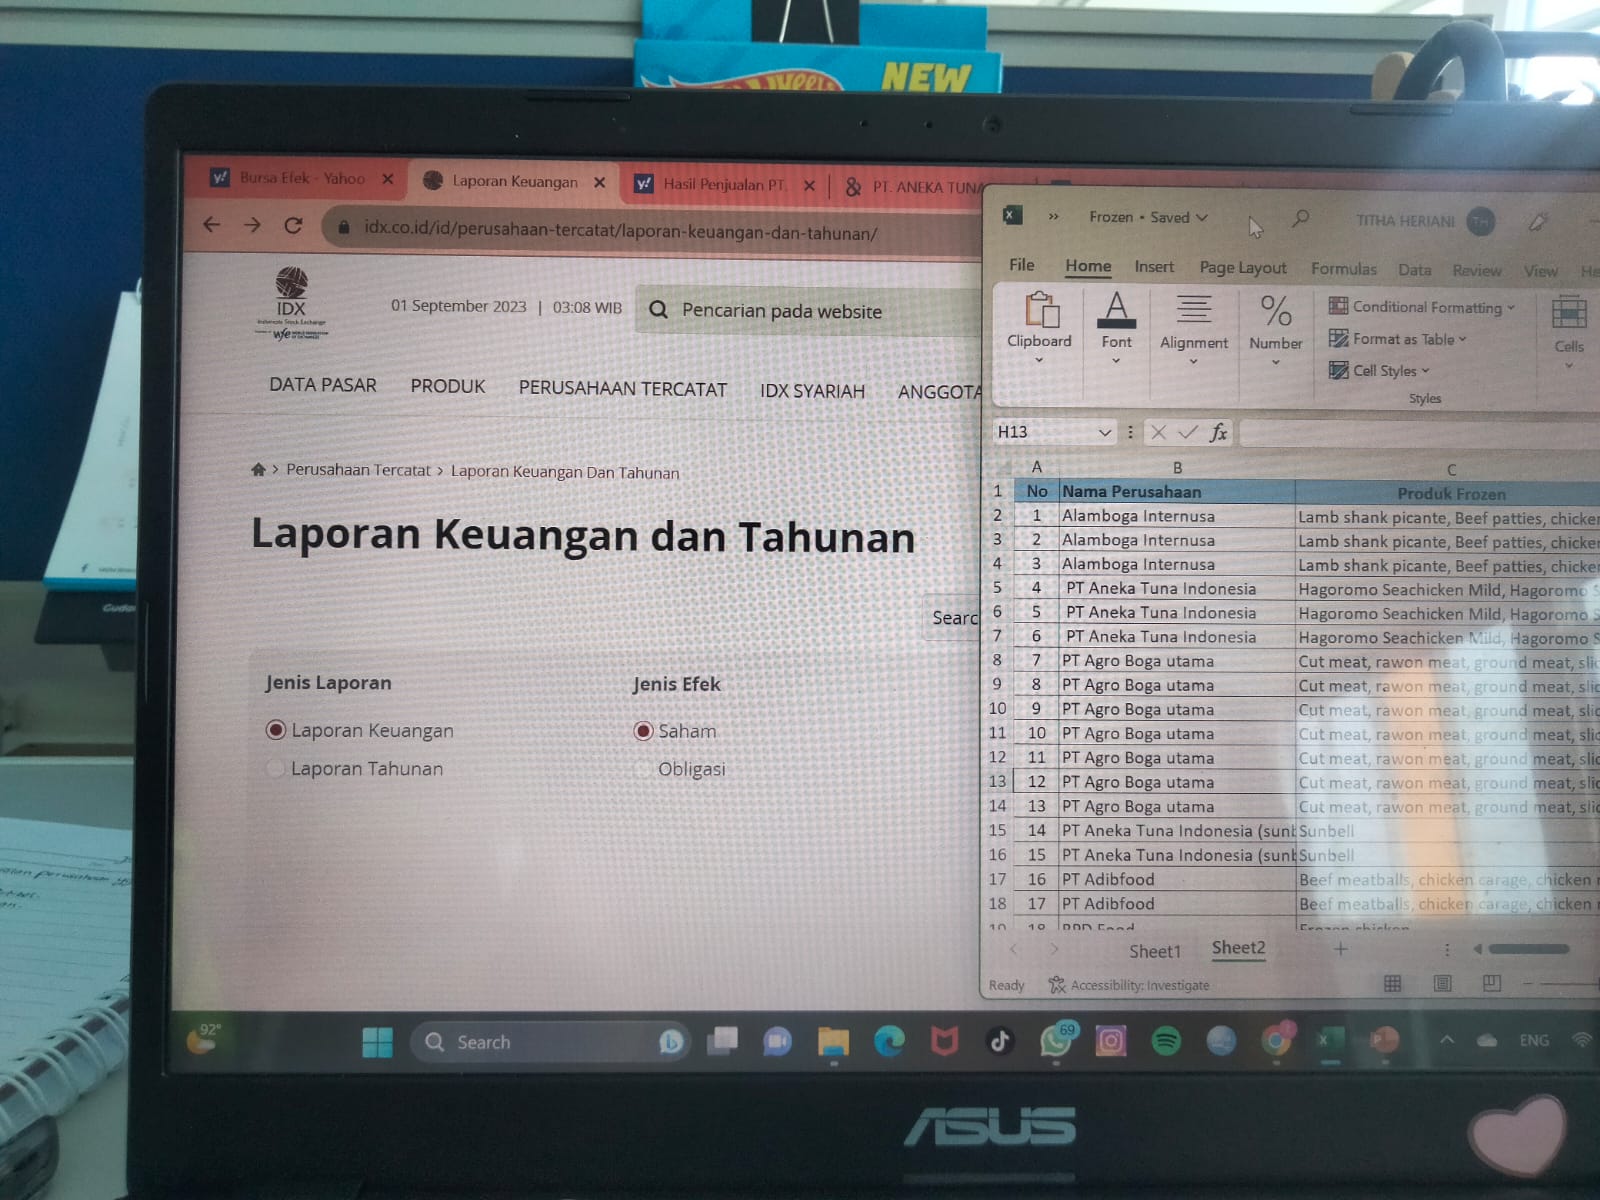 Hot Wheels
NEW
Bursa Efek - Yahoo
Laporan Keuangan
Hasil Penjualan PT.
PT. ANEKA TUNA
idx.co.id/id/perusahaan-tercatat/laporan-keuangan-dan-tahunan/
IDX
Indonesia Stock Exchange
wfe
01 September 2023 | 03:08 WIB
Pencarian pada website
DATA PASAR PRODUK PERUSAHAAN TERCATAT IDX SYARIAH ANGGOTA
Perusahaan Tercatat > Laporan Keuangan Dan Tahunan
Laporan Keuangan dan Tahunan
Searc
Jenis Laporan
Laporan Keuangan
Laporan Tahunan
Jenis Efek
Saham
Obligasi
Frozen • Saved
TITHA HERIANI TH
File Home Insert Page Layout Formulas Data Review View He
Clipboard
Font
Alignment
%
Number
Conditional Formatting
Format as Table
Cell Styles
Styles
Cells
H13 fx
A B C
1 No Nama Perusahaan Produk Frozen
2 1 Alamboga Internusa Lamb shank picante, Beef patties, chicken
3 2 Alamboga Internusa Lamb shank picante, Beef patties, chicken
4 3 Alamboga Internusa Lamb shank picante, Beef patties, chicken
5 4 PT Aneka Tuna Indonesia Hagoromo Seachicken Mild, Hagoromo S
6 5 PT Aneka Tuna Indonesia Hagoromo Seachicken Mild, Hagoromo S
7 6 PT Aneka Tuna Indonesia Hagoromo Seachicken Mild, Hagoromo S
8 7 PT Agro Boga utama Cut meat, rawon meat, ground meat, slic
9 8 PT Agro Boga utama Cut meat, rawon meat, ground meat, slic
10 9 PT Agro Boga utama Cut meat, rawon meat, ground meat, slic
11 10 PT Agro Boga utama Cut meat, rawon meat, ground meat, slic
12 11 PT Agro Boga utama Cut meat, rawon meat, ground meat, slic
13 12 PT Agro Boga utama Cut meat, rawon meat, ground meat, slic
14 13 PT Agro Boga utama Cut meat, rawon meat, ground meat, slic
15 14 PT Aneka Tuna Indonesia (sunb Sunbell
16 15 PT Aneka Tuna Indonesia (sunb Sunbell
17 16 PT Adibfood Beef meatballs, chicken carage, chicken n
18 17 PT Adibfood Beef meatballs, chicken carage, chicken n
19 18 Food Frozen chicken
Sheet1 Sheet2
Ready Accessibility: Investigate
92°
Search
69
ENG
ASUS